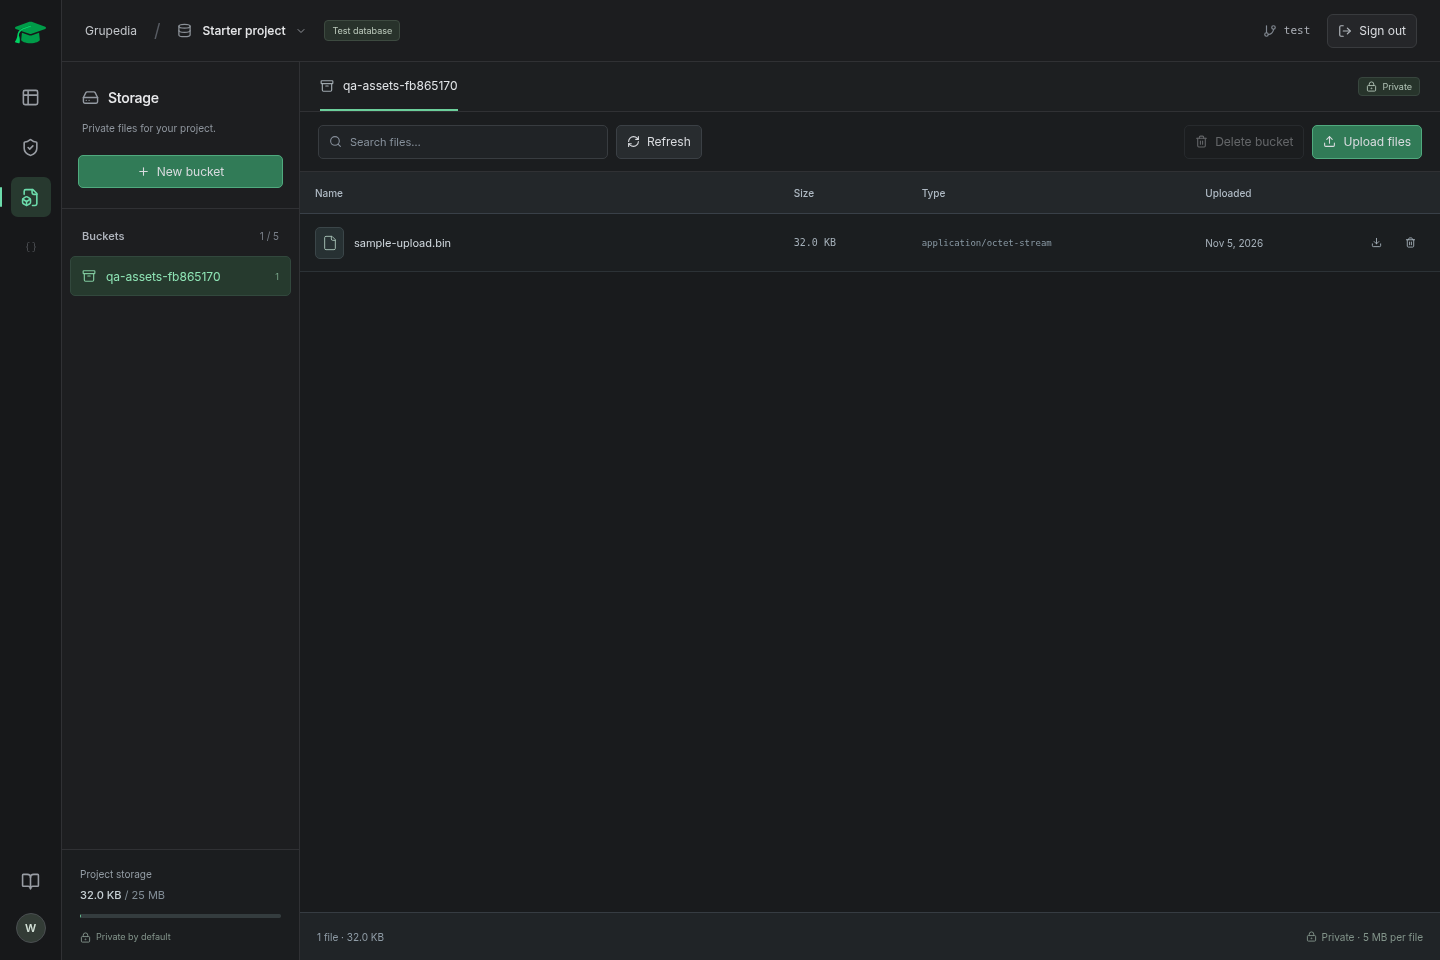 Grupedia / Starter project Test database
test Sign out
Storage
Private files for your project.
+ New bucket
Buckets 1 / 5
qa-assets-fb865170 1
Project storage
32.0 KB / 25 MB
Private by default
W
qa-assets-fb865170 Private
Search files... Refresh Delete bucket Upload files
Name Size Type Uploaded
sample-upload.bin 32.0 KB application/octet-stream Nov 5, 2026
1 file · 32.0 KB Private · 5 MB per file